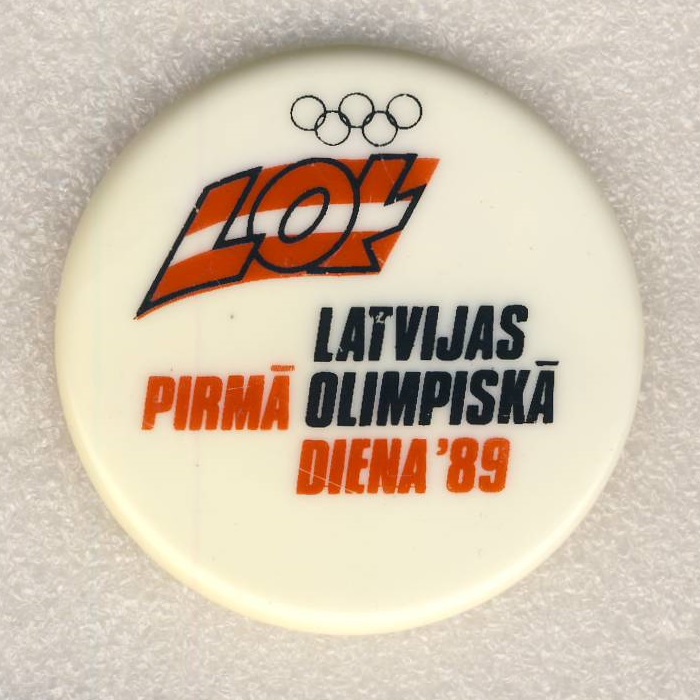 LOK
LATVIJAS
PIRMĀ OLIMPISKĀ
DIENA '89